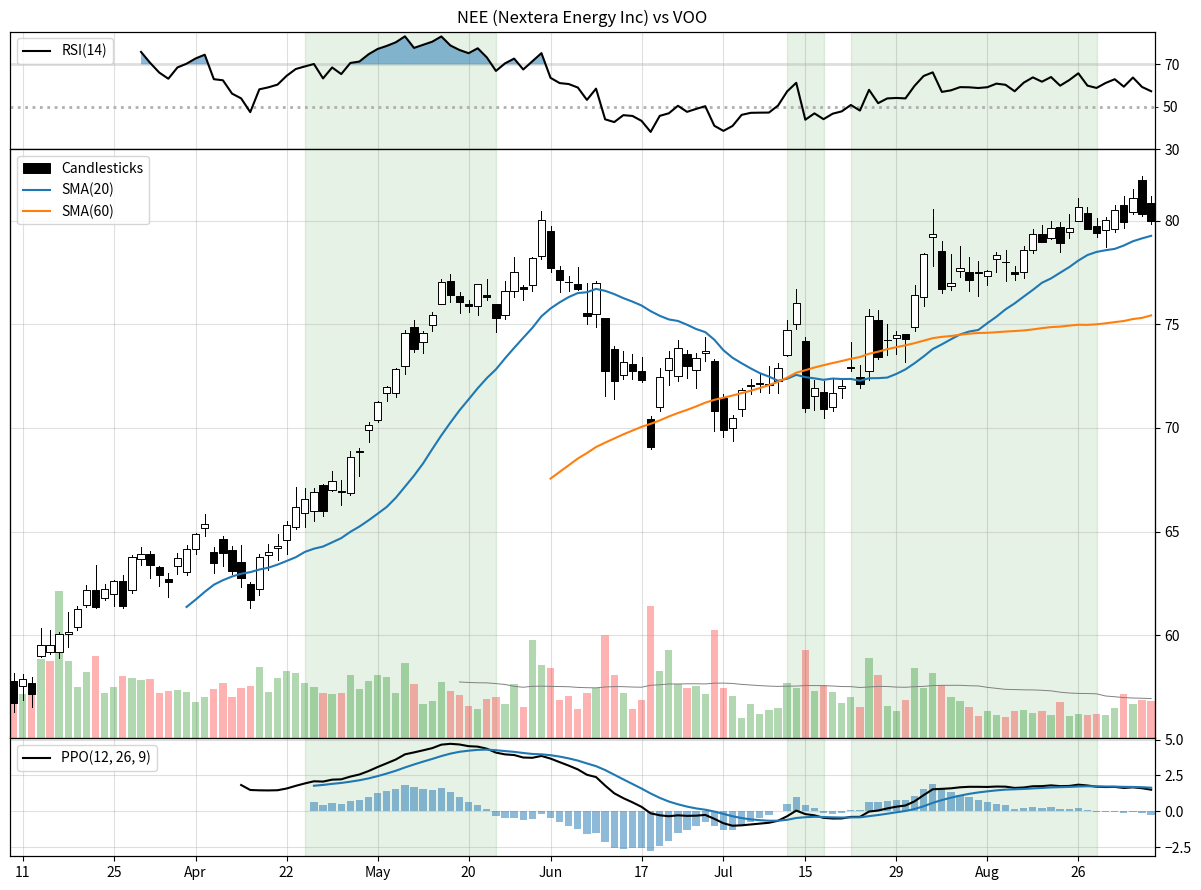 NEE (Nextera Energy Inc) vs VOO
RSI(14)
70
50
30
Candlesticks
SMA(20)
SMA(60)
80
75
70
65
60
PPO(12, 26, 9)
5.0
2.5
0.0
−2.5
11 25 Apr 22 May 20 Jun 17 Jul 15 29 Aug 26